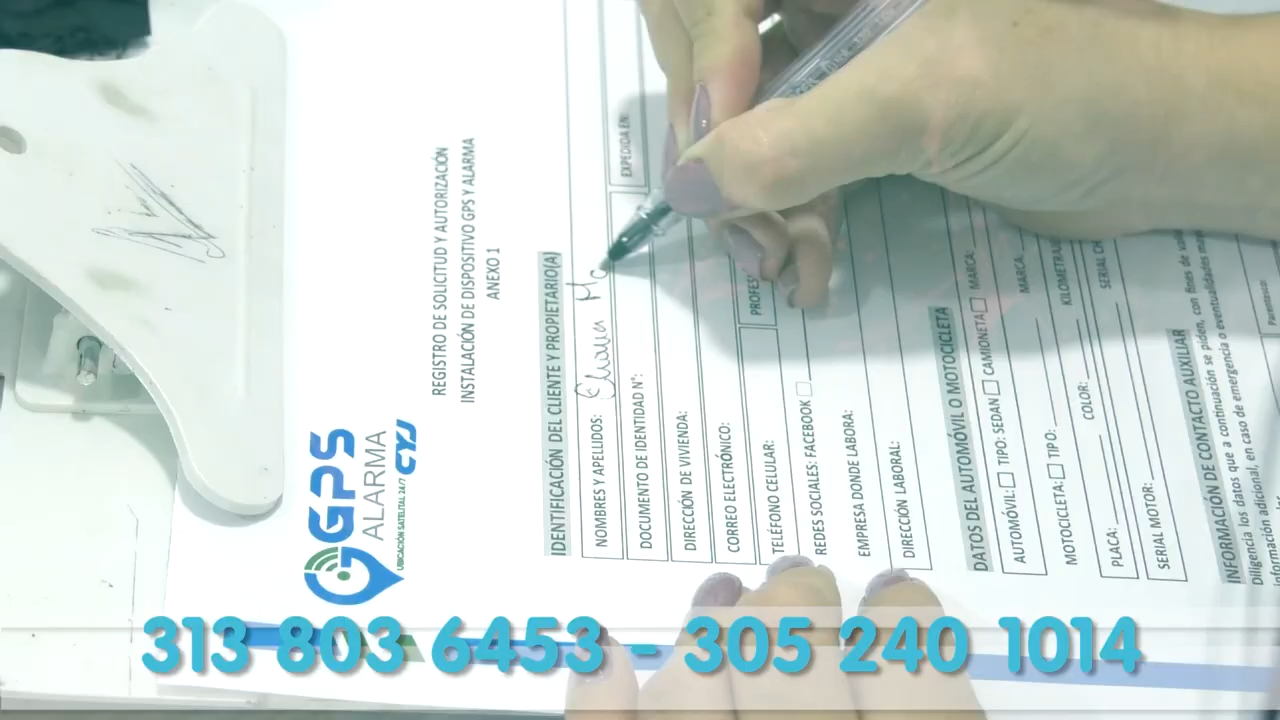 GPS
ALARMA
CYJ
UBICACIÓN SATELITAL 24/7
REGISTRO DE SOLICITUD Y AUTORIZACIÓN
INSTALACIÓN DE DISPOSITIVO GPS Y ALARMA
ANEXO 1
IDENTIFICACIÓN DEL CLIENTE Y PROPIETARIO(A)
NOMBRES Y APELLIDOS:
DOCUMENTO DE IDENTIDAD N°: EXPEDIDA EN:
DIRECCIÓN DE VIVIENDA:
CORREO ELECTRÓNICO:
TELÉFONO CELULAR:
REDES SOCIALES: FACEBOOK
EMPRESA DONDE LABORA:
DIRECCIÓN LABORAL:
DATOS DEL AUTOMÓVIL O MOTOCICLETA
AUTOMÓVIL: TIPO: SEDAN CAMIONETA MARCA:
MOTOCICLETA: TIPO: MARCA:
PLACA: COLOR:
SERIAL MOTOR: SERIAL
INFORMACIÓN DE CONTACTO AUXILIAR
Diligencia los datos que a continuación se piden, con fines de
información adicional, en caso de emergencia o eventualidades
Parentesco
313 803 6453 - 305 240 1014